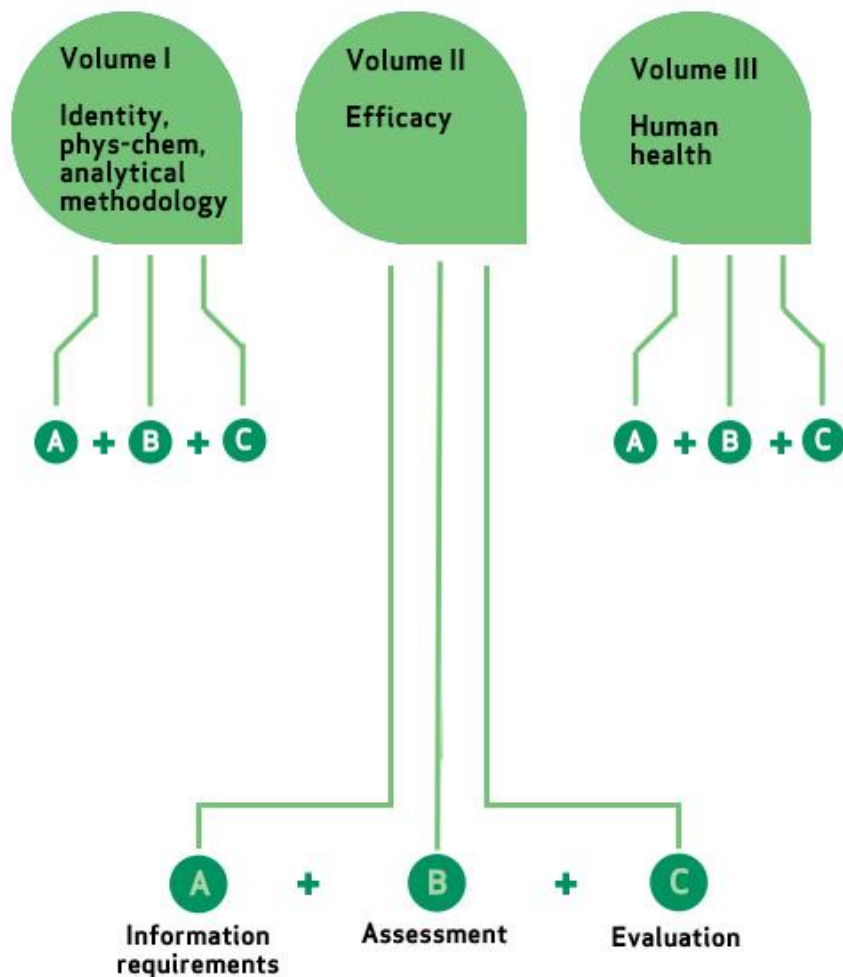 Volume I
Identity,
phys-chem,
analytical
methodology
Volume II
Efficacy
Volume III
Human
health
A + B + C
A + B + C
A + B + C
Information
requirements
Assessment
Evaluation